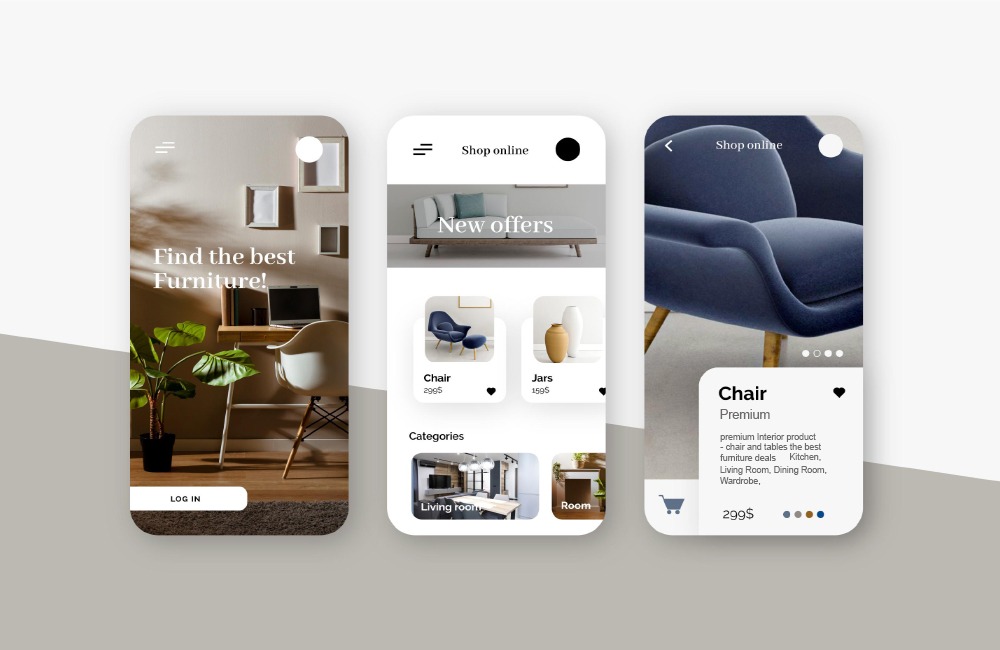 Find the best
Furniture!
LOG IN
Shop online
New offers
Chair
299$
Jars
159$
Categories
Living room
Room
Shop online
Chair
Premium
premium Interior product
- chair and tables the best
furniture deals Kitchen,
Living Room, Dining Room,
Wardrobe,
299$